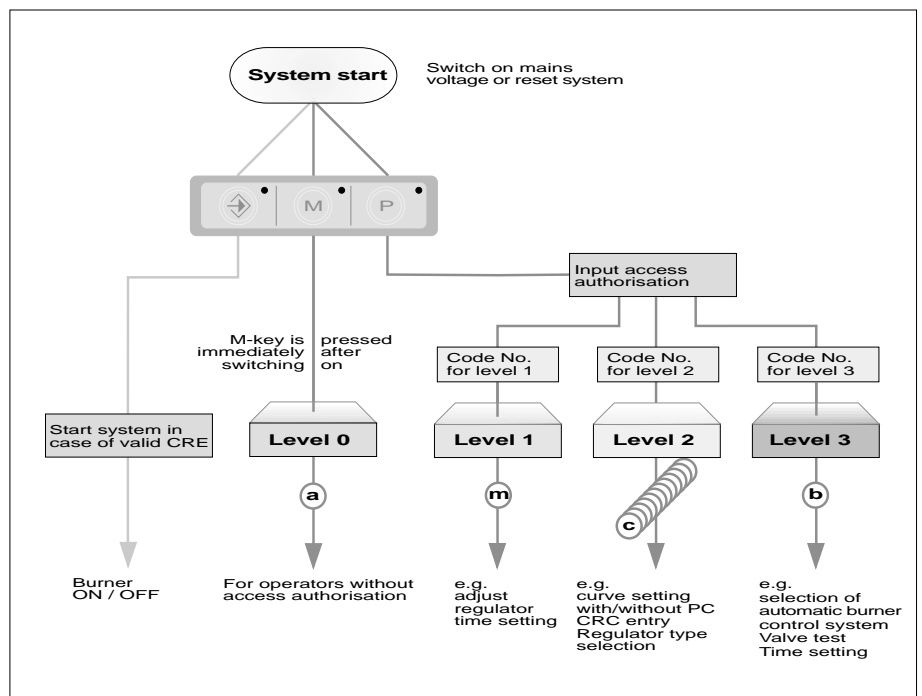 System start
Switch on mains
voltage or reset system
M
P
Input access
authorisation
M-key is pressed
immediately after
switching on
Code No.
for level 1
Code No.
for level 2
Code No.
for level 3
Start system in
case of valid CRE
Level 0
Level 1
Level 2
Level 3
a
m
c
b
Burner
ON / OFF
For operators without
access authorisation
e.g.
adjust
regulator
time setting
e.g.
curve setting
with/without PC
CRC entry
Regulator type
selection
e.g.
selection of
automatic burner
control system
Valve test
Time setting